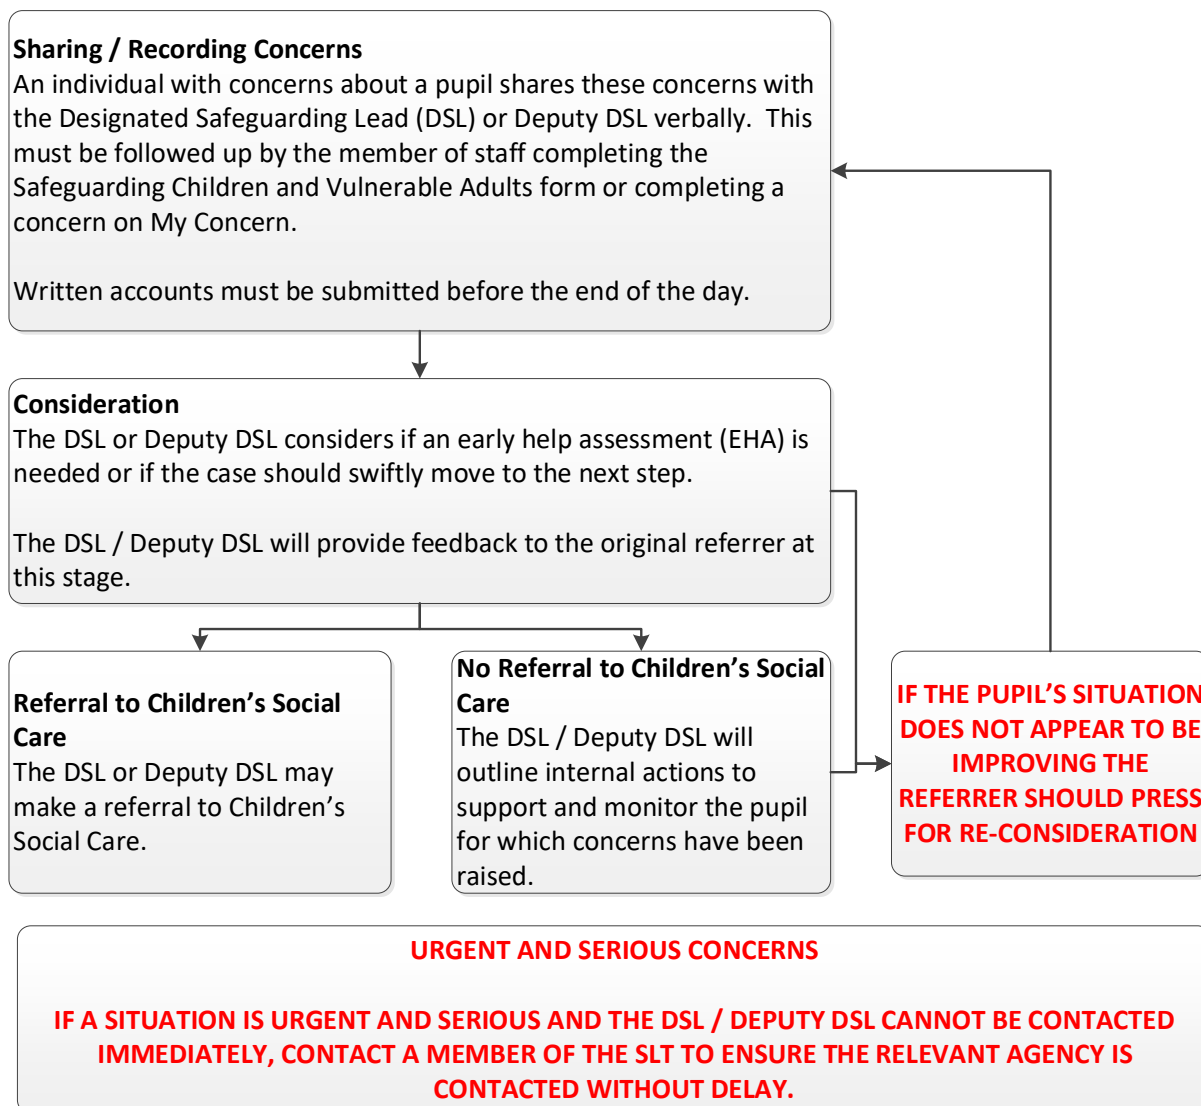 Sharing / Recording Concerns
An individual with concerns about a pupil shares these concerns with
the Designated Safeguarding Lead (DSL) or Deputy DSL verbally.  This
must be followed up by the member of staff completing the
Safeguarding Children and Vulnerable Adults form or completing a
concern on My Concern.
Written accounts must be submitted before the end of the day.
Consideration
The DSL or Deputy DSL considers if an early help assessment (EHA) is
needed or if the case should swiftly move to the next step.
The DSL / Deputy DSL will provide feedback to the original referrer at
this stage.
Referral to Children’s Social
Care
The DSL or Deputy DSL may
make a referral to Children’s
Social Care.
No Referral to Children’s Social
Care
The DSL / Deputy DSL will
outline internal actions to
support and monitor the pupil
for which concerns have been
raised.
IF THE PUPIL’S SITUATION
DOES NOT APPEAR TO BE
IMPROVING THE
REFERRER SHOULD PRESS
FOR RE-CONSIDERATION
URGENT AND SERIOUS CONCERNS
IF A SITUATION IS URGENT AND SERIOUS AND THE DSL / DEPUTY DSL CANNOT BE CONTACTED
IMMEDIATELY, CONTACT A MEMBER OF THE SLT TO ENSURE THE RELEVANT AGENCY IS
CONTACTED WITHOUT DELAY.